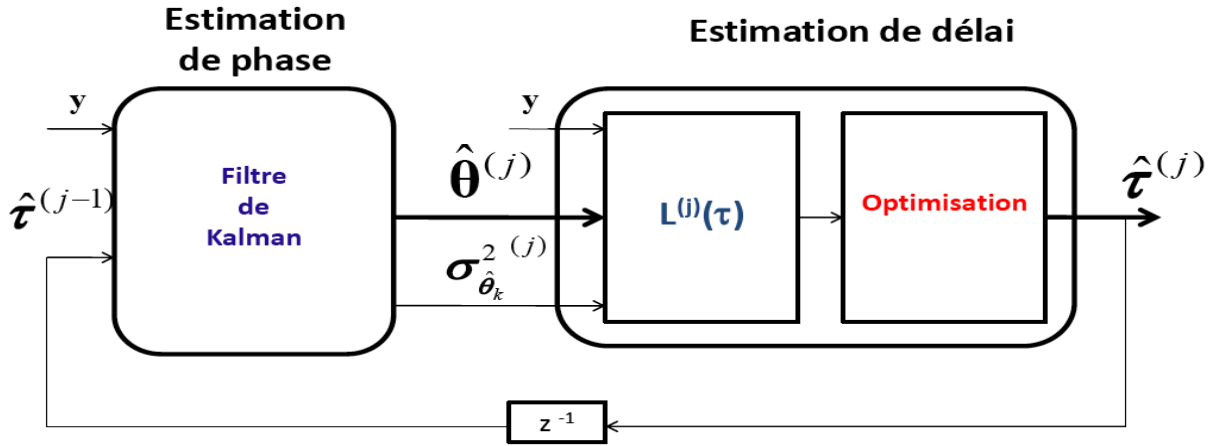 Estimation
de phase
Estimation de délai
y
y
Filtre
de
Kalman
τ̂^(j−1)
θ̂^(j)
σ²_θ̂ₖ^(j)
L^(j)(τ)
Optimisation
τ̂^(j)
z ⁻¹